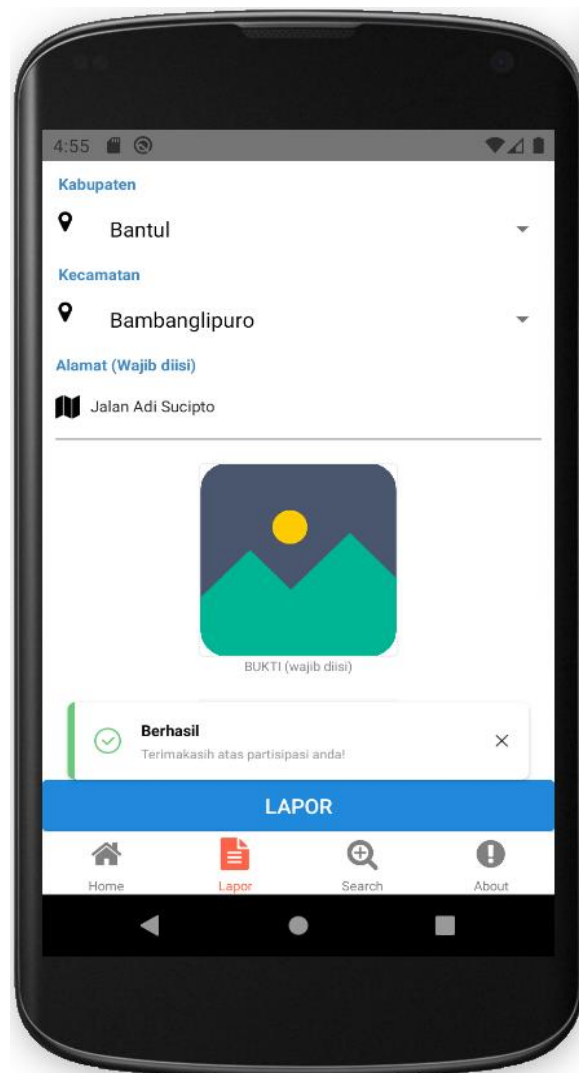 4:55
Kabupaten
Bantul
Kecamatan
Bambanglipuro
Alamat (Wajib diisi)
Jalan Adi Sucipto
BUKTI (wajib diisi)
Berhasil
Terimakasih atas partisipasi anda!
LAPOR
Home Lapor Search About